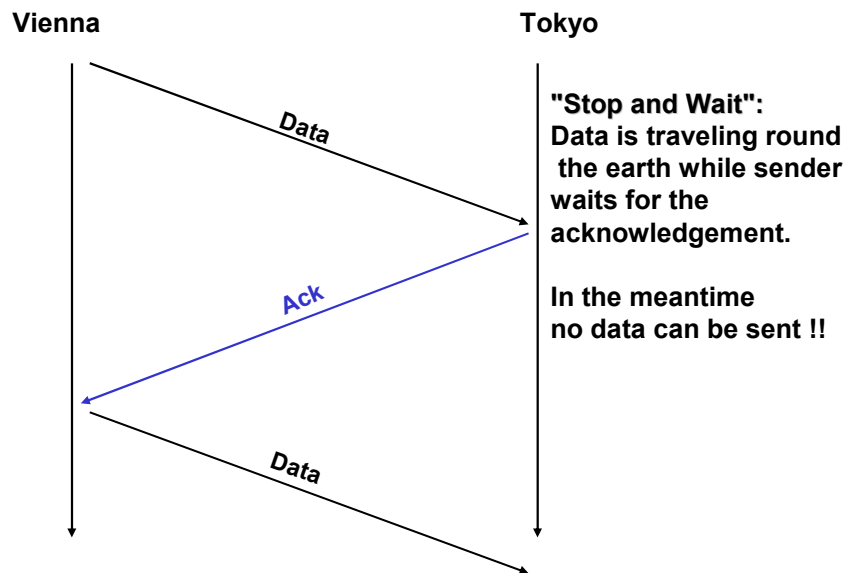 Vienna
Tokyo
Data
"Stop and Wait":
Data is traveling round
the earth while sender
waits for the
acknowledgement.
In the meantime
no data can be sent !!
Ack
Data